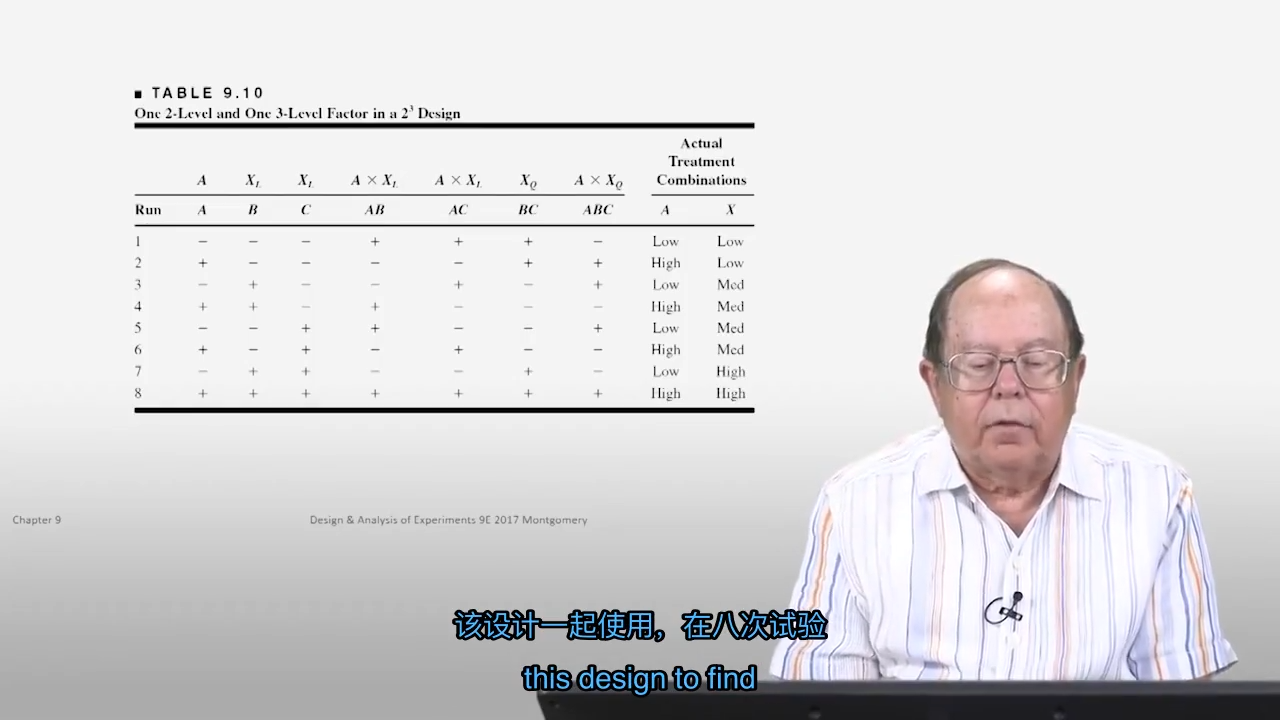 ■ TABLE 9.10
One 2-Level and One 3-Level Factor in a 2³ Design
Actual
Treatment
A X_L X_L A × X_L A × X_L X_Q A × X_Q Combinations
Run A B C AB AC BC ABC A X
1 − − − + + + − Low Low
2 + − − − − + + High Low
3 − + − − + − + Low Med
4 + + − + − − − High Med
5 − − + + − − + Low Med
6 + − + − + − − High Med
7 − + + − − + − Low High
8 + + + + + + + High High
Chapter 9 Design & Analysis of Experiments 9E 2017 Montgomery
该设计一起使用，在八次试验
this design to find